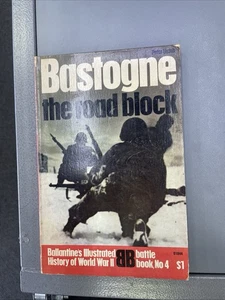 Bastogne
the road block
Ballantine's Illustrated
History of World War II
battle
book, No 4
$1